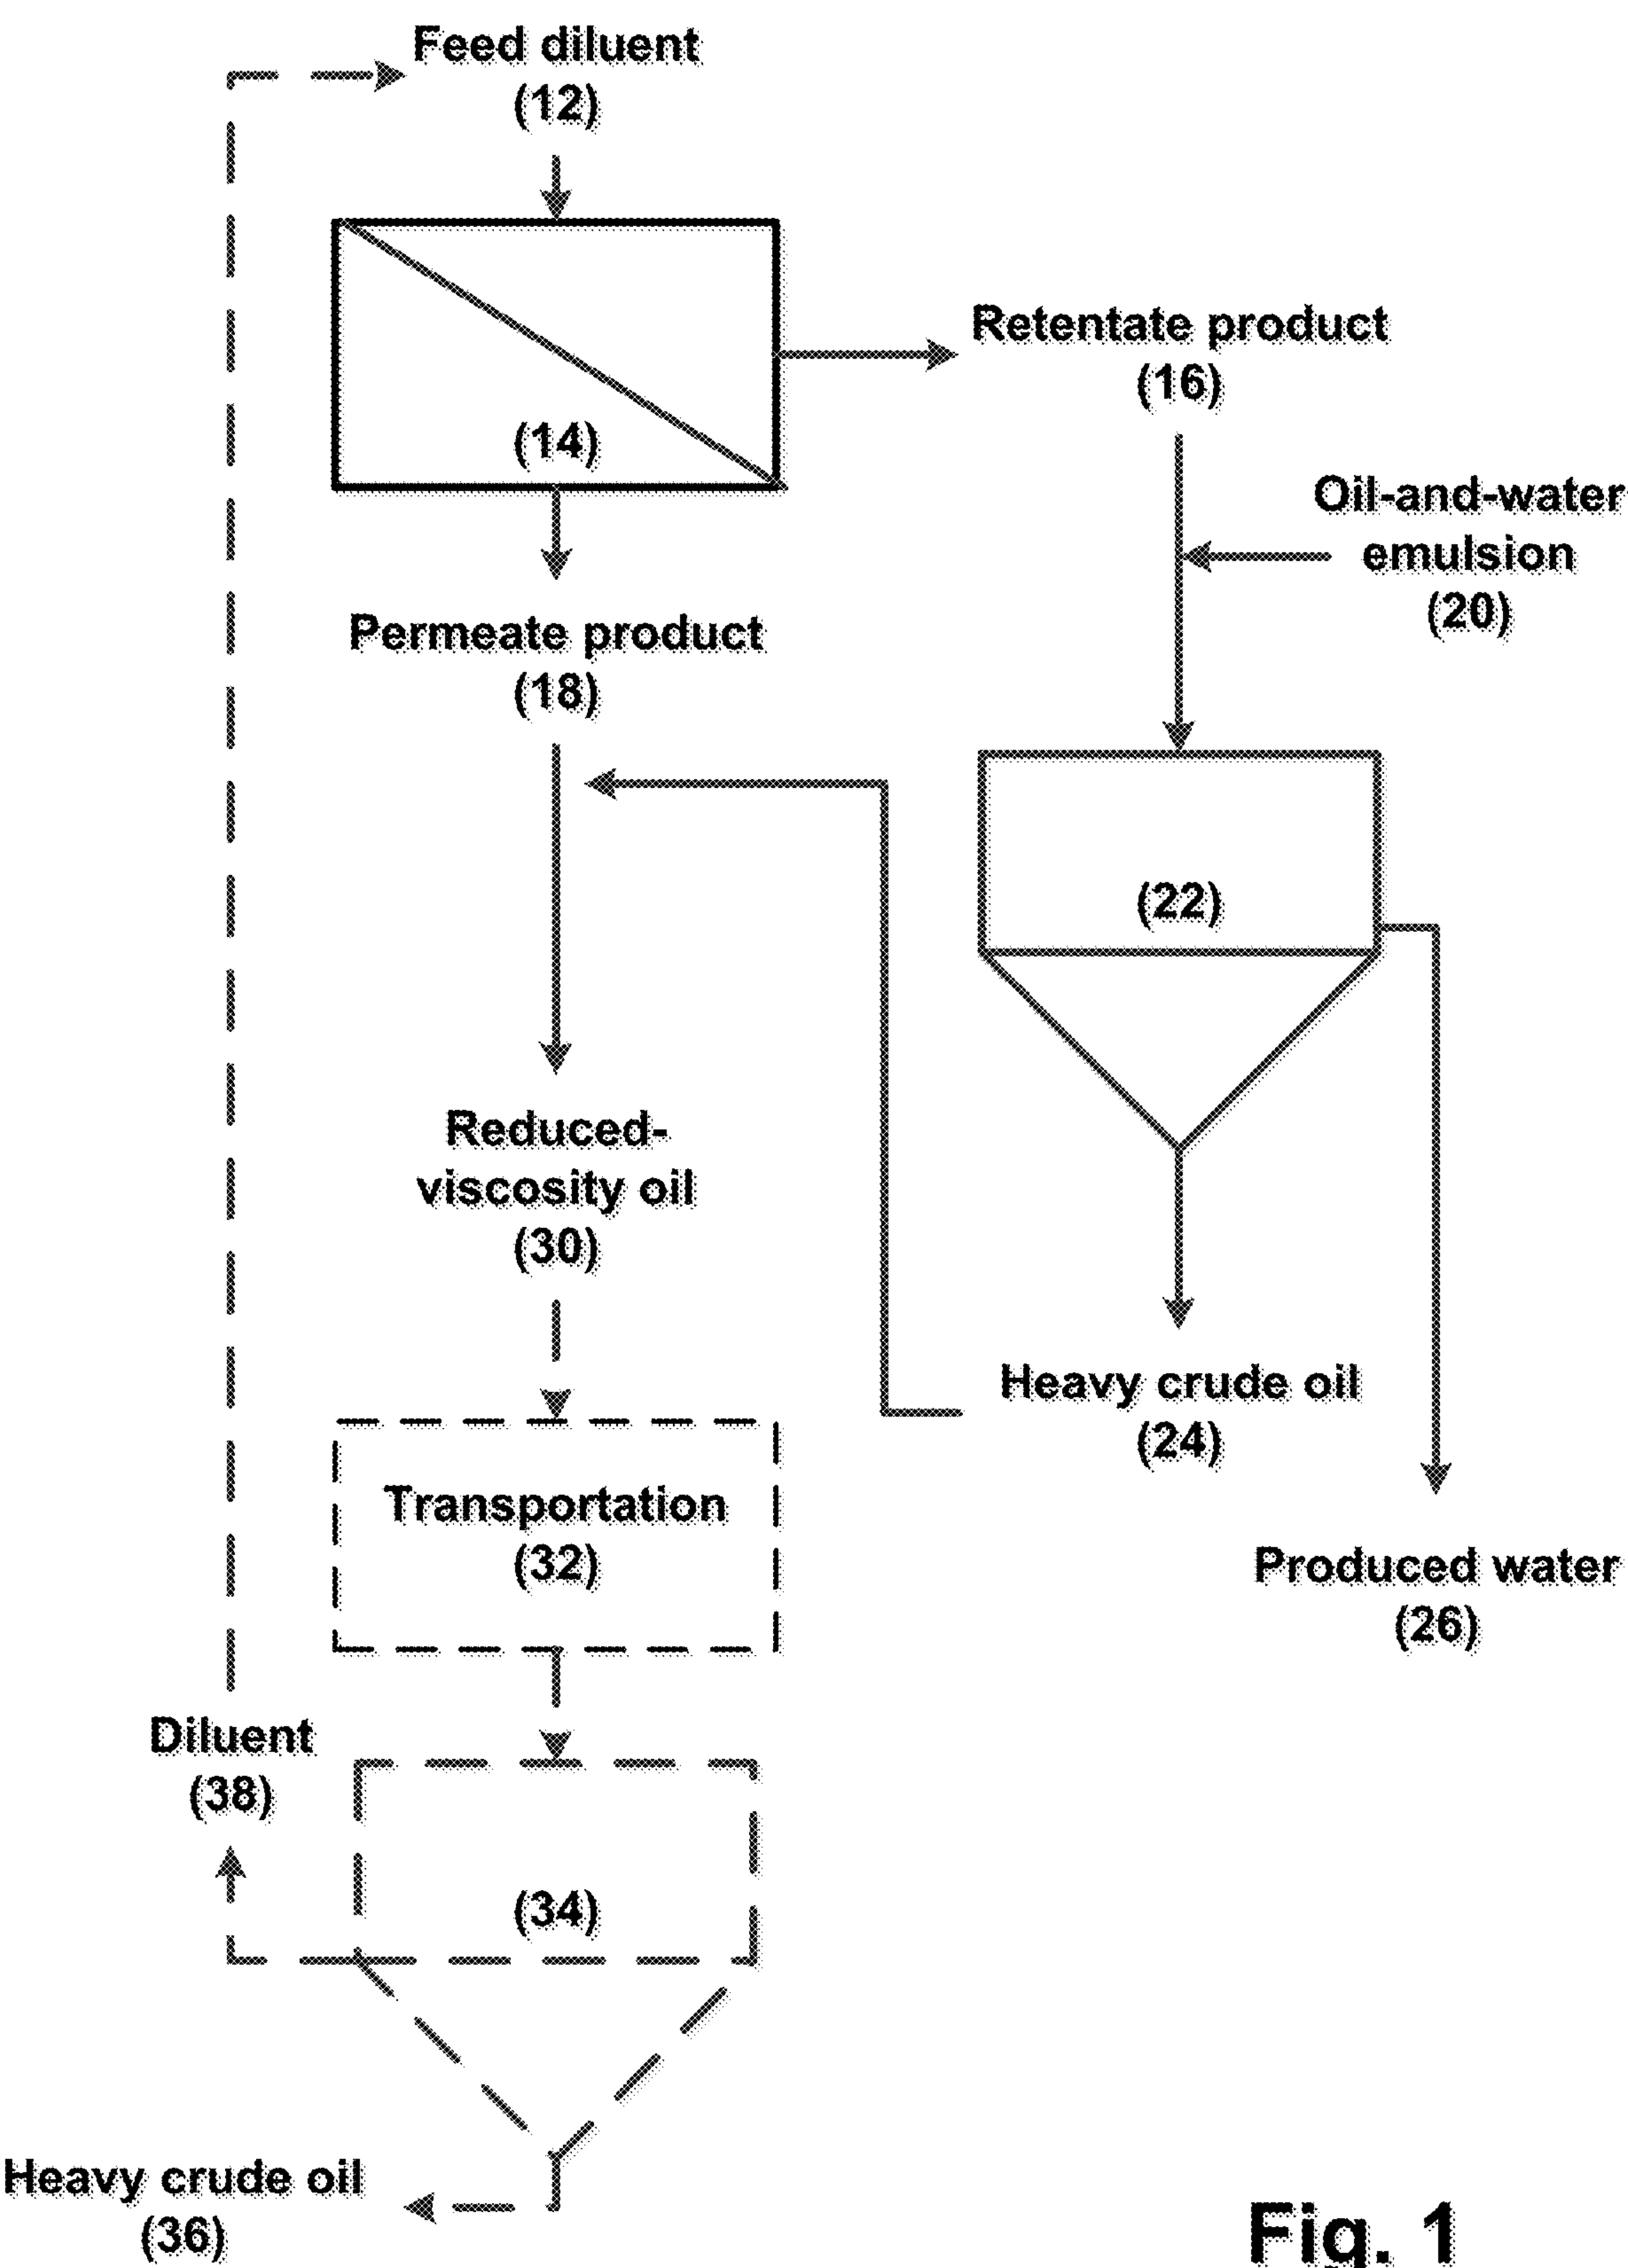 Feed diluent
(12)
Retentate product
(16)
(14)
Oil-and-water
emulsion
(20)
Permeate product
(18)
(22)
Reduced-
viscosity oil
(30)
Heavy crude oil
(24)
Transportation
(32)
Produced water
(26)
Diluent
(38)
(34)
Heavy crude oil
(36)
Fig. 1